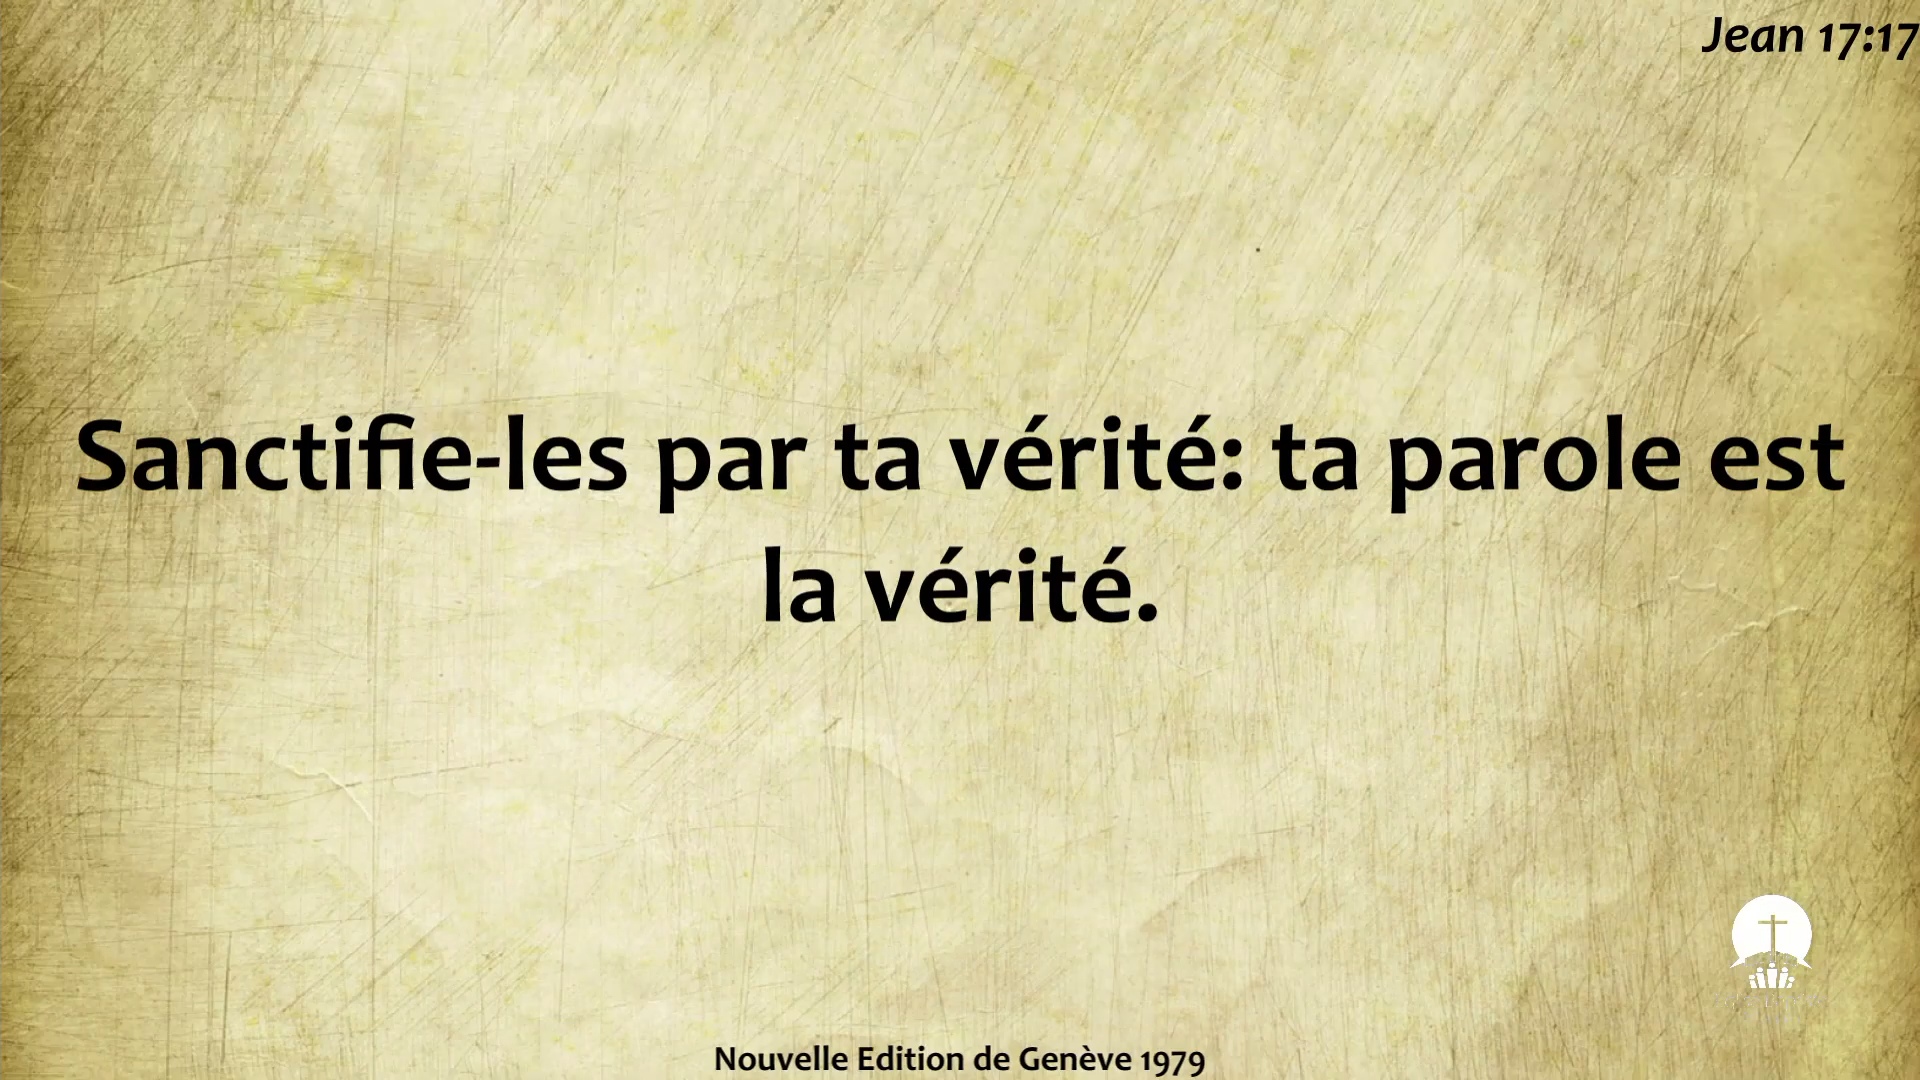 Jean 17:17
Sanctifie-les par ta vérité: ta parole est
la vérité.
Nouvelle Edition de Genève 1979